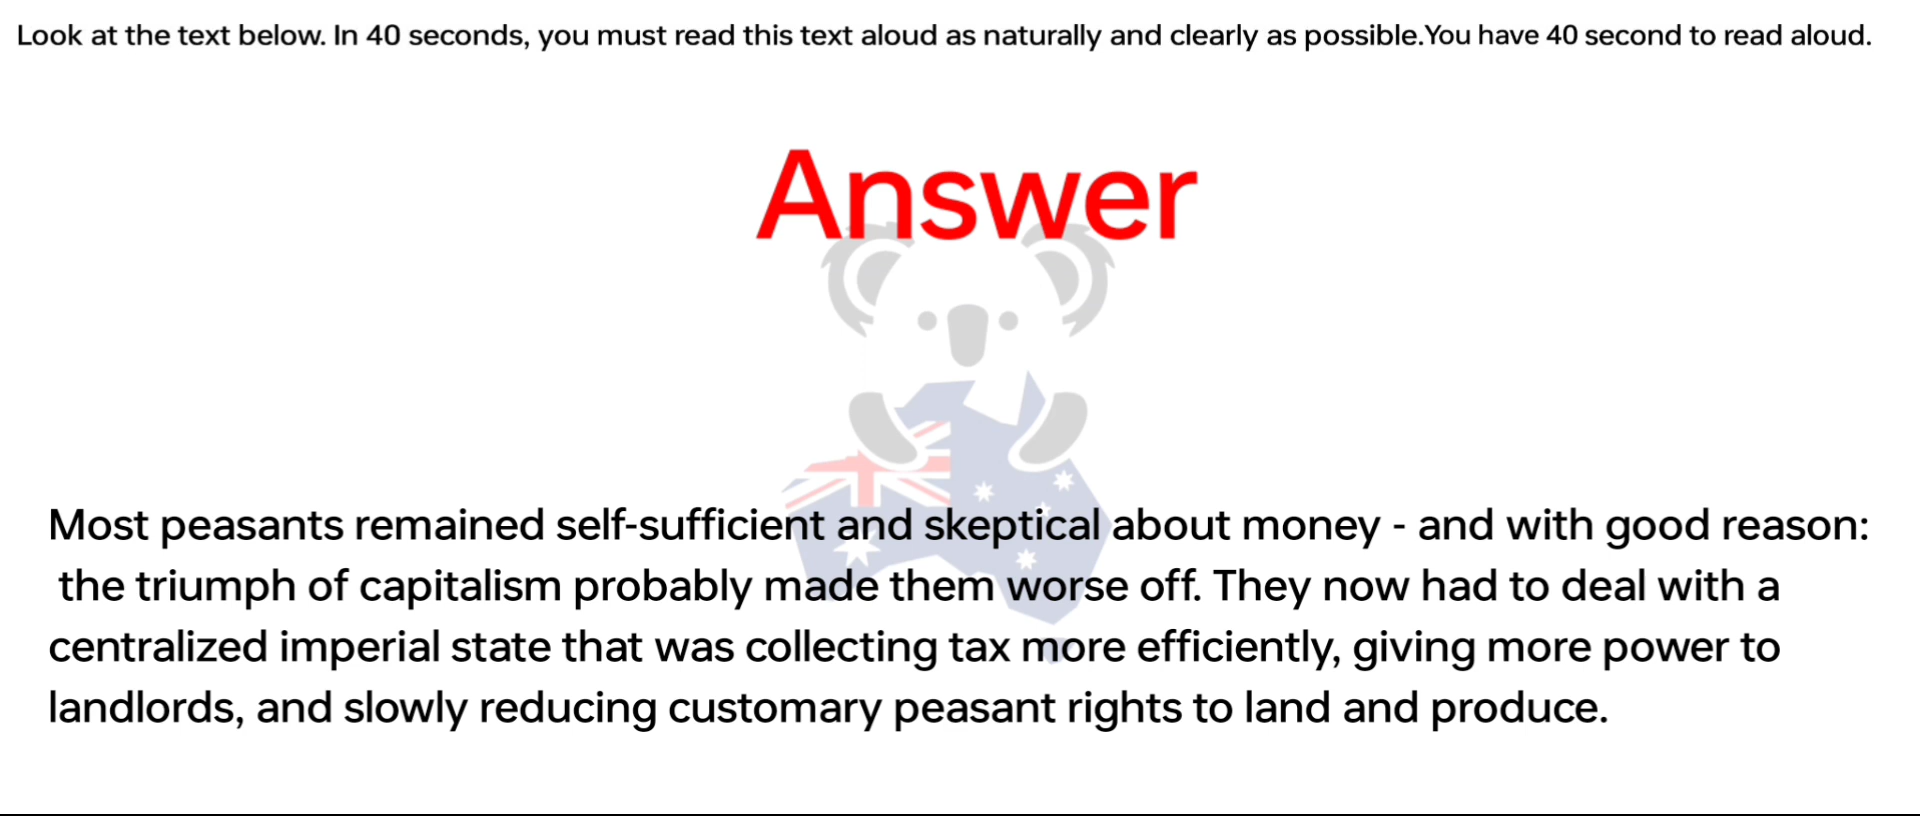 Look at the text below. In 40 seconds, you must read this text aloud as naturally and clearly as possible.You have 40 second to read aloud.
Answer
Most peasants remained self-sufficient and skeptical about money - and with good reason:
the triumph of capitalism probably made them worse off. They now had to deal with a
centralized imperial state that was collecting tax more efficiently, giving more power to
landlords, and slowly reducing customary peasant rights to land and produce.